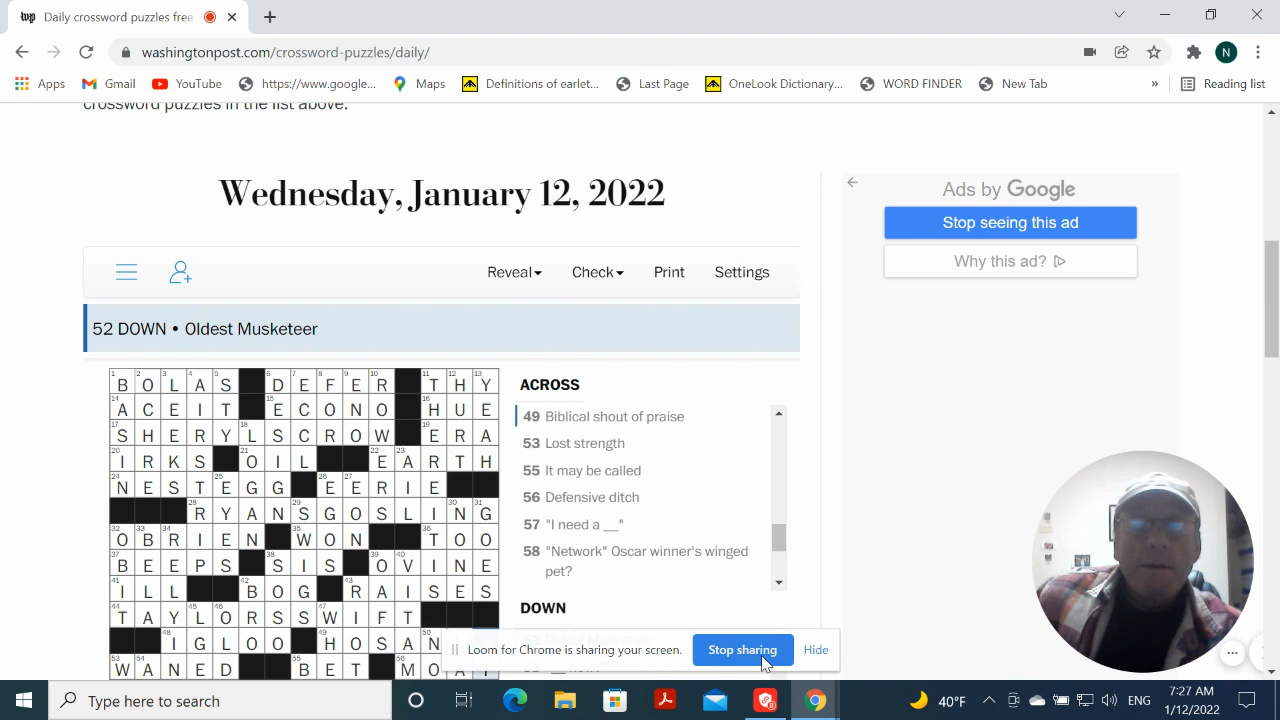 Daily crossword puzzles free
washingtonpost.com/crossword-puzzles/daily/
N
Apps Gmail YouTube https://www.google... Maps Definitions of earlet... Last Page OneLook Dictionary... WORD FINDER New Tab » Reading list
crossword puzzles in the list above.
Wednesday, January 12, 2022
Ads by Google
Stop seeing this ad
Why this ad?
Reveal Check Print Settings
52 DOWN • Oldest Musketeer
B O L A S D E F E R T H Y
A C E I T E C O N O H U E
S H E R Y L S C R O W E R A
I R K S O I L E A R T H
N E S T E G G E E R I E
R Y A N S G O S L I N G
O B R I E N W O N T O O
B E E P S S I S O V I N E
I L L B O G R A I S E S
T A Y L O R S S W I F T
I G L O O H O S A N
W A N E D B E T M O A T
ACROSS
49 Biblical shout of praise
53 Lost strength
55 It may be called
56 Defensive ditch
57 "I need a __"
58 "Network" Oscar winner's winged
pet?
DOWN
Loom for Chrome is sharing your screen. Stop sharing Hide
Type here to search
40°F ENG 7:27 AM
1/12/2022